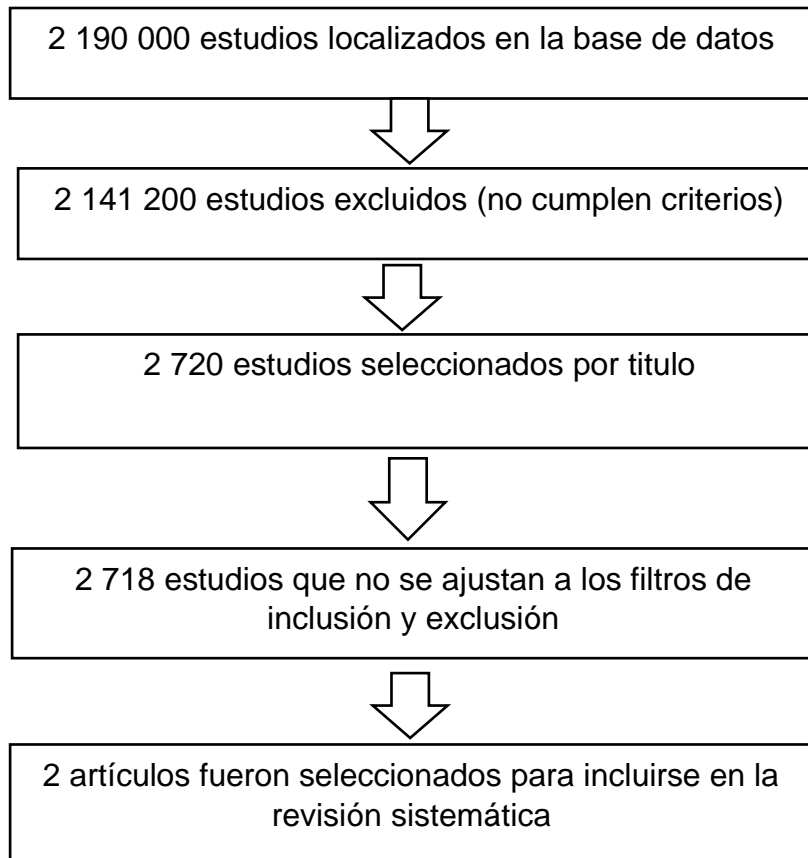 2 190 000 estudios localizados en la base de datos
2 141 200 estudios excluidos (no cumplen criterios)
2 720 estudios seleccionados por titulo
2 718 estudios que no se ajustan a los filtros de
inclusión y exclusión
2 artículos fueron seleccionados para incluirse en la
revisión sistemática